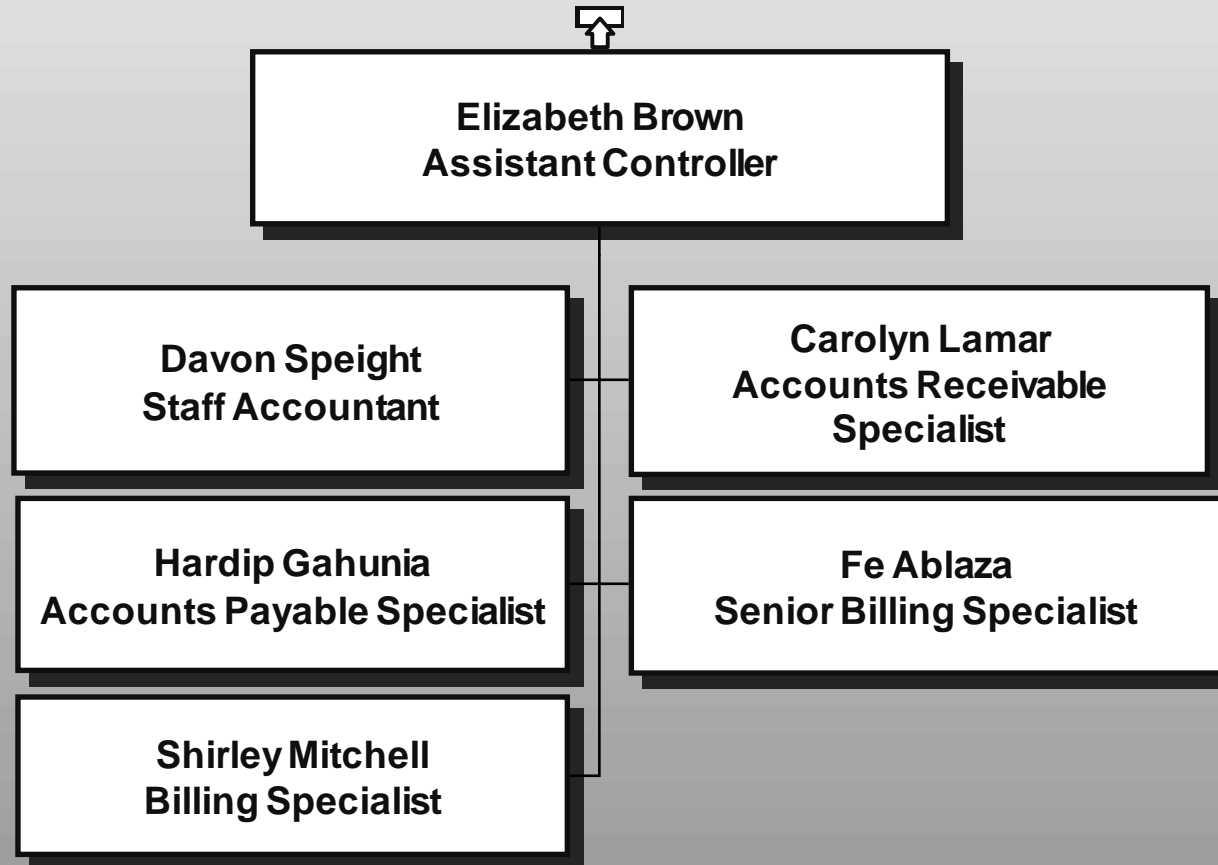 Elizabeth Brown
Assistant Controller
Davon Speight
Staff Accountant
Carolyn Lamar
Accounts Receivable
Specialist
Hardip Gahunia
Accounts Payable Specialist
Fe Ablaza
Senior Billing Specialist
Shirley Mitchell
Billing Specialist